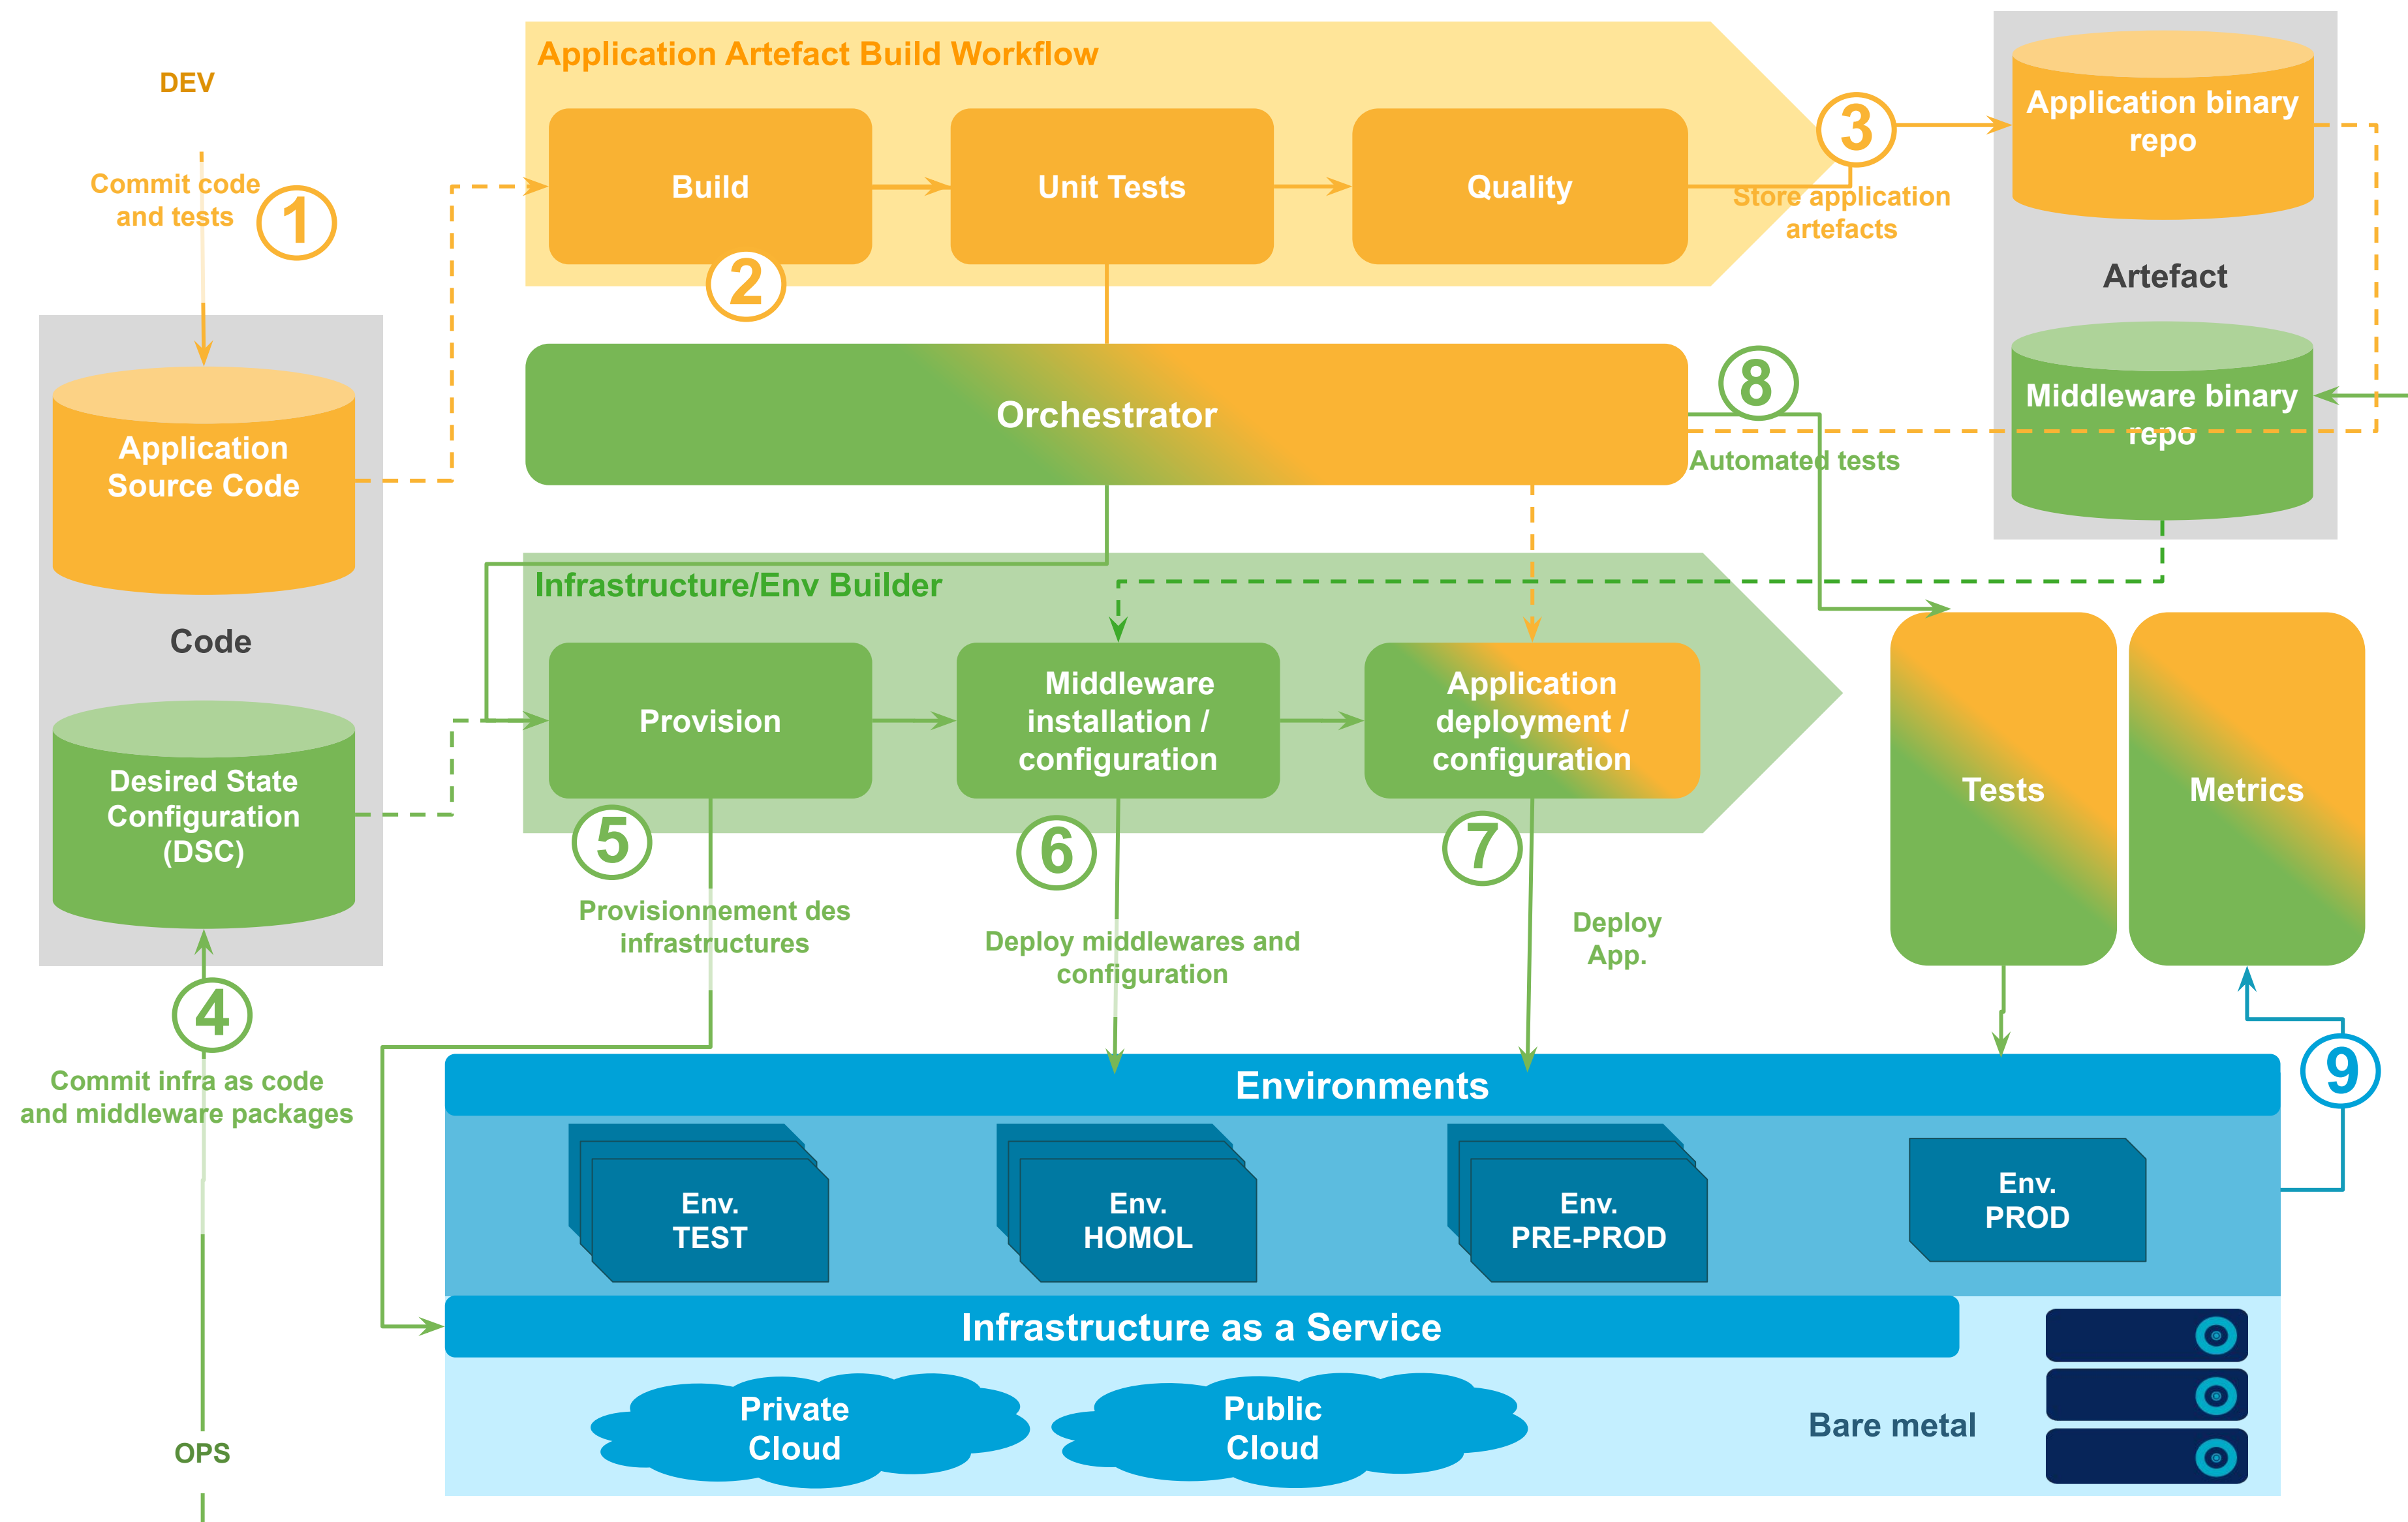 Application Artefact Build Workflow
DEV
Commit code
and tests
1
Build
2
Unit Tests
Quality
3
Store application
artefacts
Application binary
repo
Artefact
Middleware binary
repo
Orchestrator
8
Automated tests
Application
Source Code
Code
Desired State
Configuration
(DSC)
4
Commit infra as code
and middleware packages
OPS
Infrastructure/Env Builder
Provision
Middleware
installation /
configuration
Application
deployment /
configuration
5
Provisionnement des
infrastructures
6
Deploy middlewares and
configuration
7
Deploy
App.
Tests
Metrics
9
Environments
Env.
TEST
Env.
HOMOL
Env.
PRE-PROD
Env.
PROD
Infrastructure as a Service
Private
Cloud
Public
Cloud
Bare metal